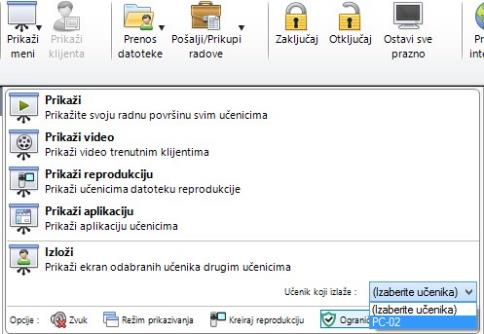 Prikaži
meni
Prikaži
klijenta
Prenos
datoteke
Pošalji/Prikupi
radove
Zaključaj
Otključaj
Ostavi sve
prazno
Prikaži
Prikažite svoju radnu površinu svim učenicima
Prikaži video
Prikaži video trenutnim klijentima
Prikaži reprodukciju
Prikaži učenicima datoteku reprodukcije
Prikaži aplikaciju
Prikaži aplikaciju učenicima
Izloži
Prikaži ekran odabranih učenika drugim učenicima
Učenik koji izlaže :
(Izaberite učenika)
(Izaberite učenika)
PC-02
Opcije :
Zvuk
Režim prikazivanja
Kreiraj reprodukciju